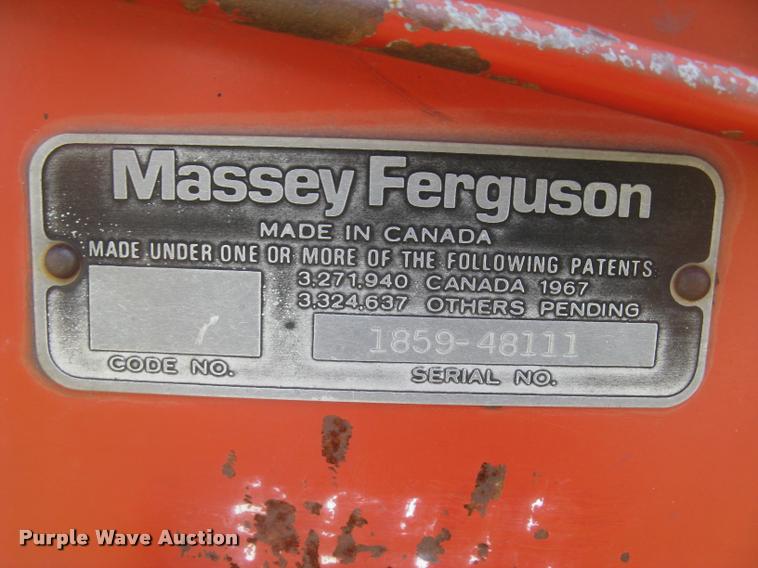 Massey Ferguson
MADE IN CANADA
MADE UNDER ONE OR MORE OF THE FOLLOWING PATENTS
3,271,940 CANADA 1967
3,324,637 OTHERS PENDING
1859-48111
CODE NO.
SERIAL NO.
Purple Wave Auction